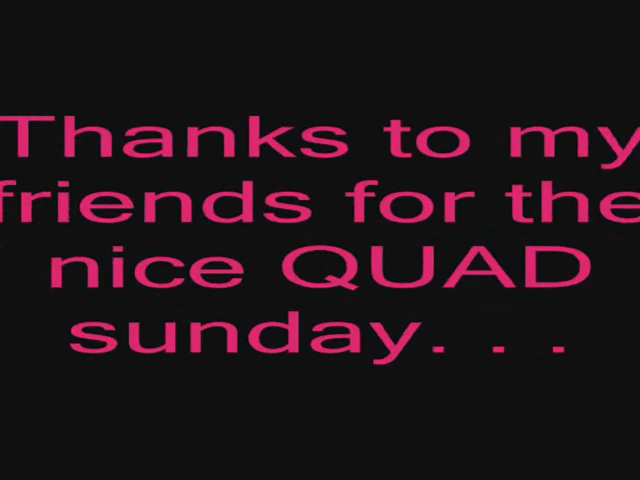 Thanks to my
friends for the
nice QUAD
sunday. . .